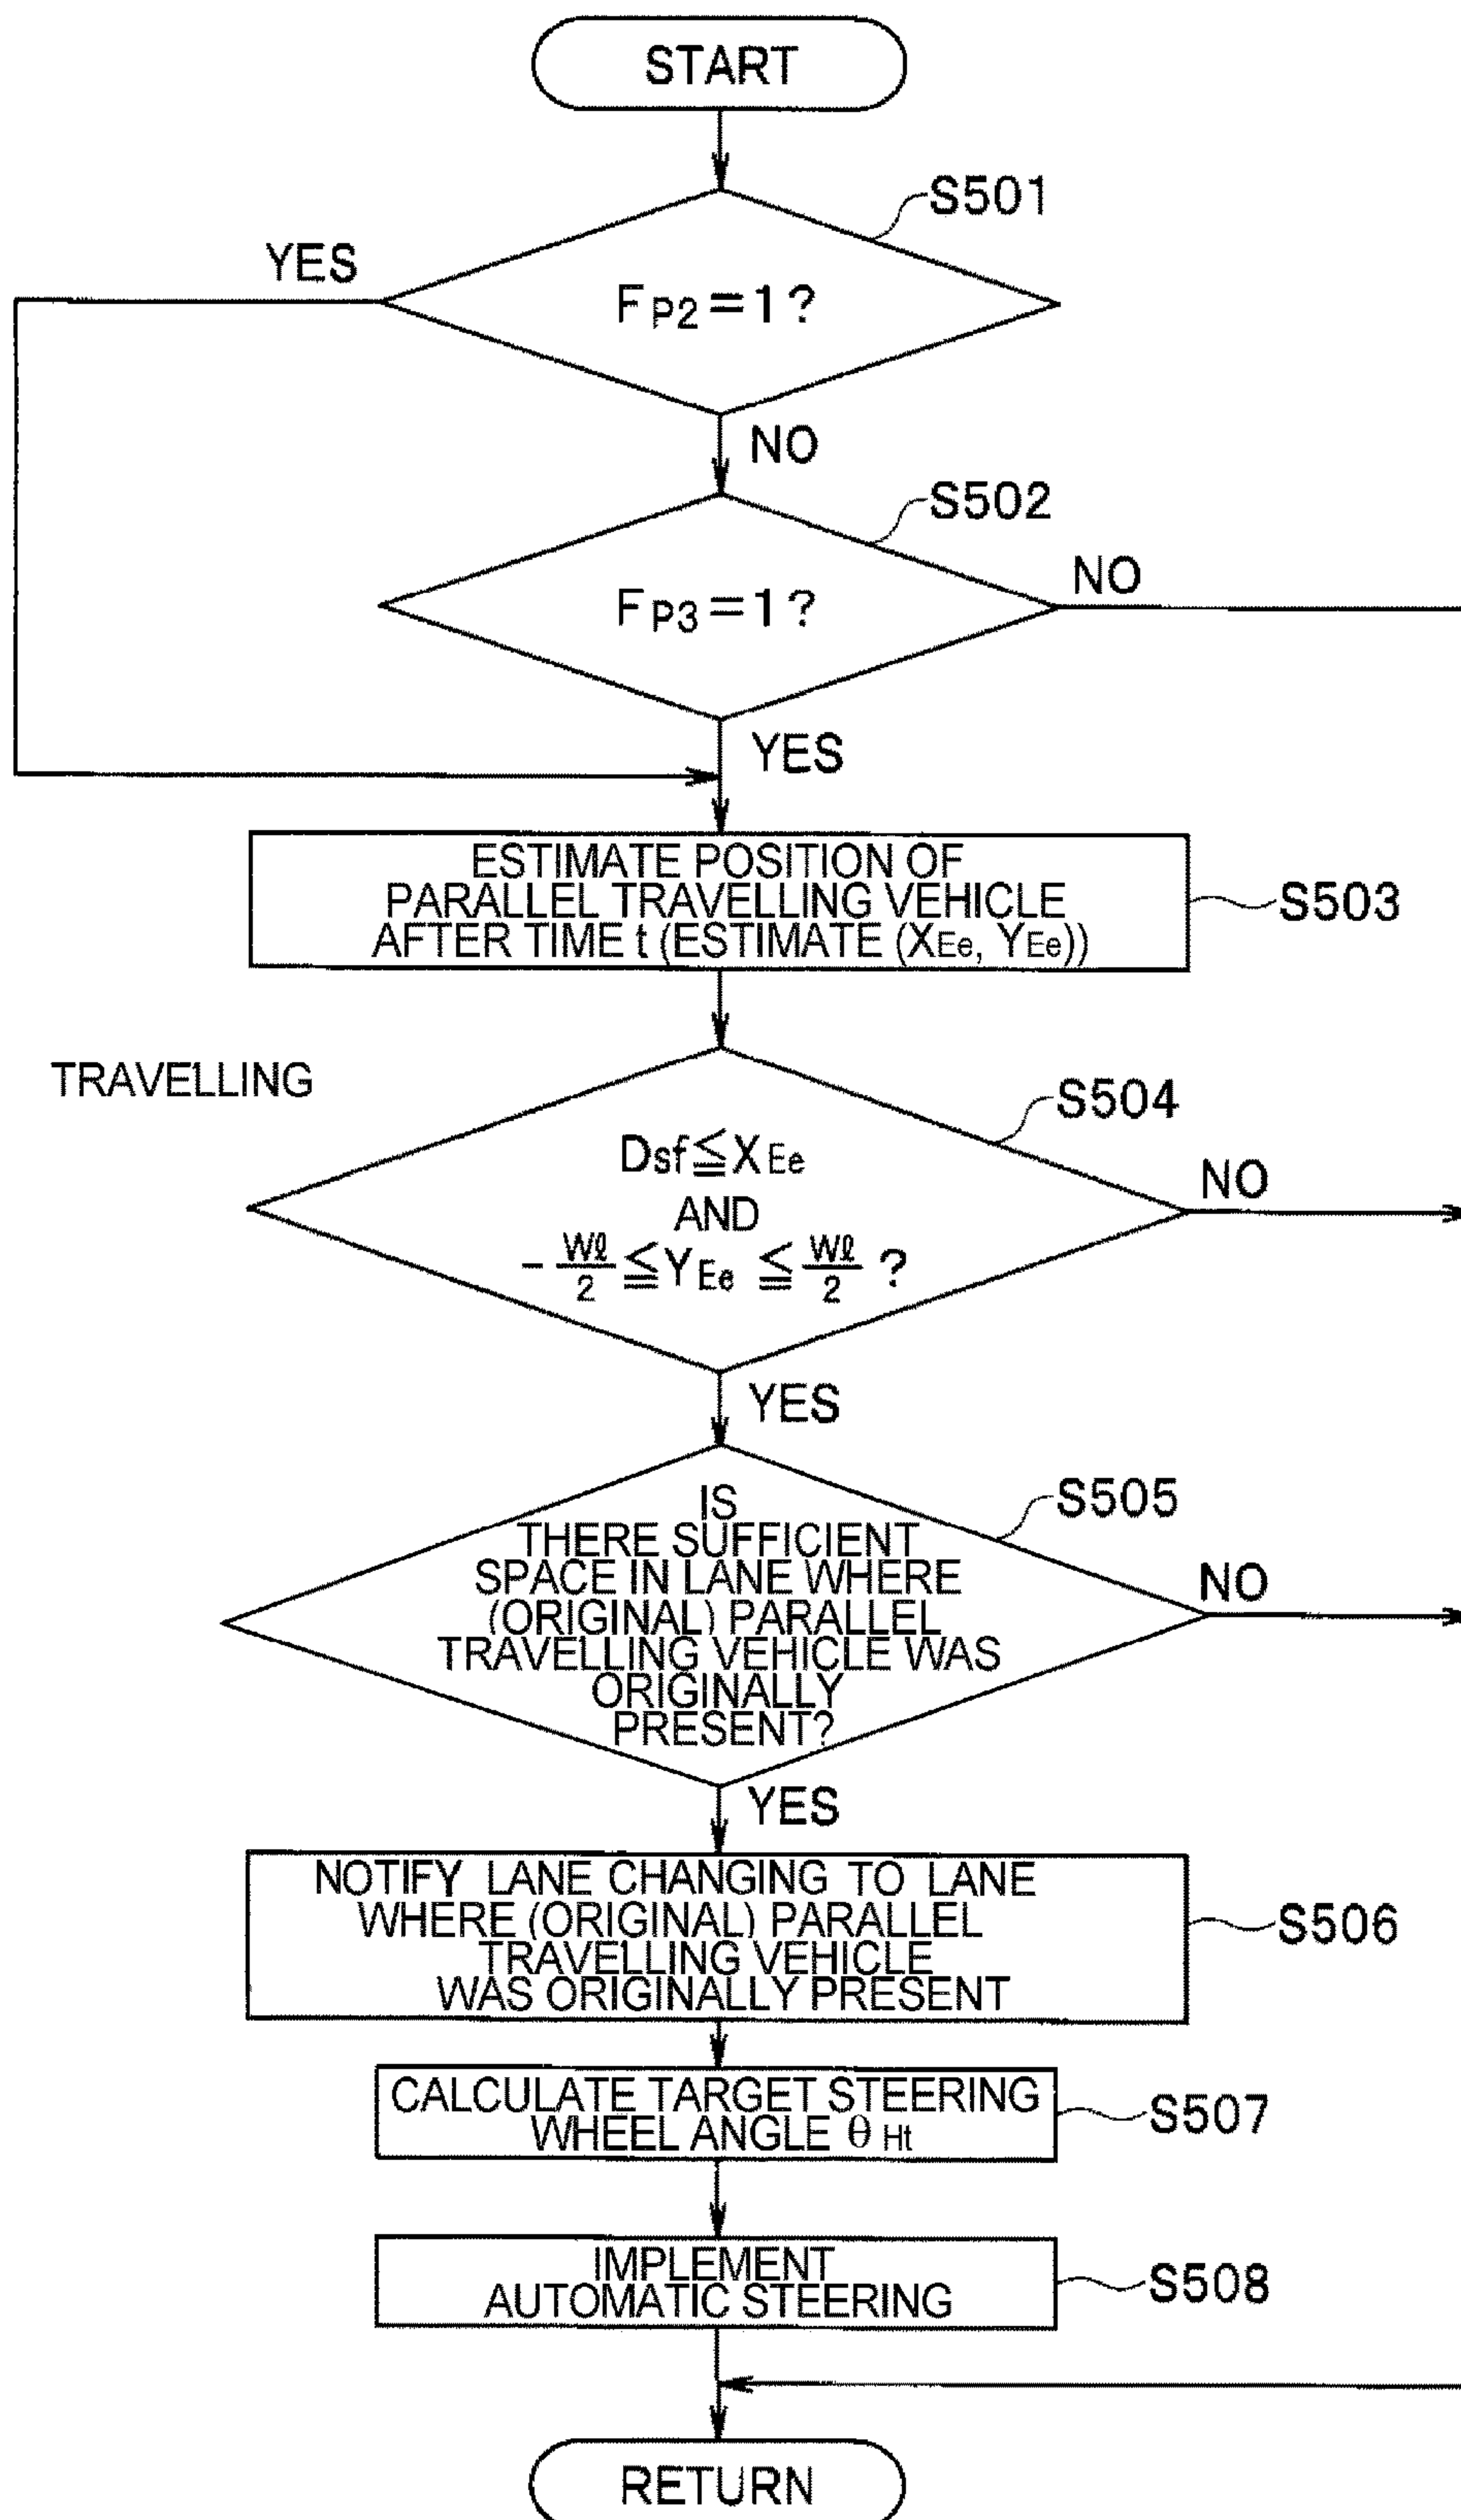 START
S501
YES
FP2=1?
NO
S502
FP3=1?
NO
YES
ESTIMATE POSITION OF
PARALLEL TRAVELLING VEHICLE
AFTER TIME t (ESTIMATE (XEe, YEe))
S503
TRAVELLING
S504
Dsf≦XEe
AND
-Wℓ/2≦YEe≦Wℓ/2?
NO
YES
S505
IS
THERE SUFFICIENT
SPACE IN LANE WHERE
(ORIGINAL) PARALLEL
TRAVELLING VEHICLE WAS
ORIGINALLY
PRESENT?
NO
YES
NOTIFY LANE CHANGING TO LANE
WHERE (ORIGINAL) PARALLEL
TRAVELLING VEHICLE
WAS ORIGINALLY PRESENT
S506
CALCULATE TARGET STEERING
WHEEL ANGLE θHt
S507
IMPLEMENT
AUTOMATIC STEERING
S508
RETURN